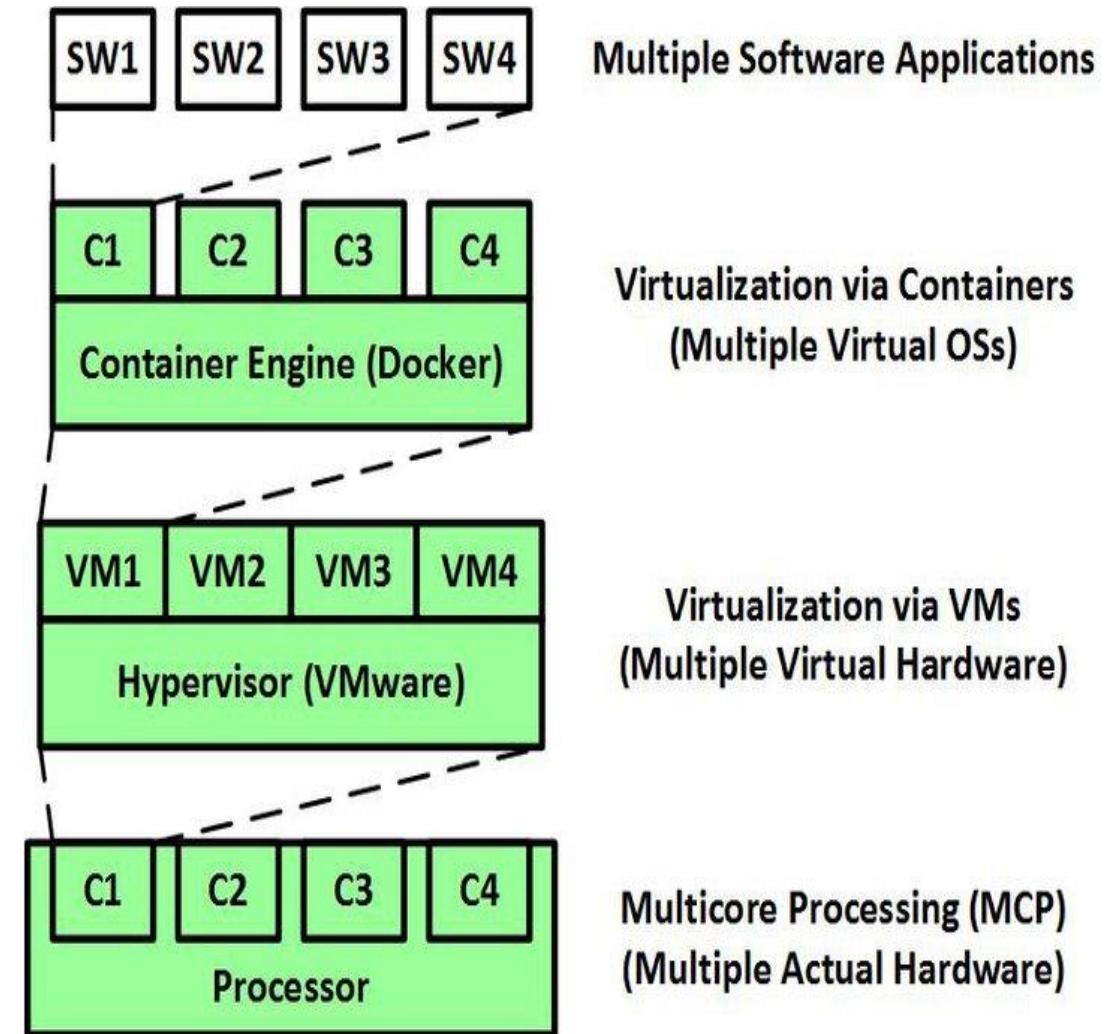 SW1 SW2 SW3 SW4 Multiple Software Applications
C1 C2 C3 C4
Virtualization via Containers
(Multiple Virtual OSs)
Container Engine (Docker)
VM1 VM2 VM3 VM4
Virtualization via VMs
(Multiple Virtual Hardware)
Hypervisor (VMware)
C1 C2 C3 C4
Multicore Processing (MCP)
(Multiple Actual Hardware)
Processor